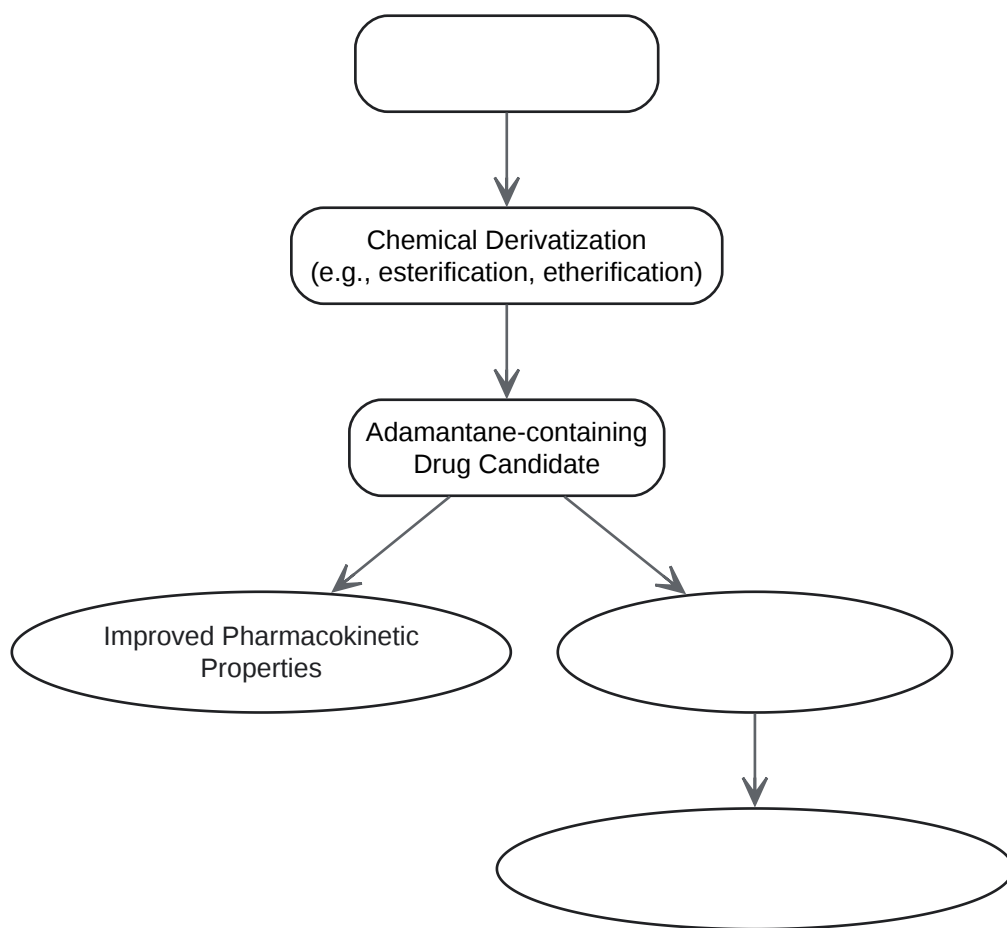 Chemical Derivatization
(e.g., esterification, etherification)
Adamantane-containing
Drug Candidate
Improved Pharmacokinetic
Properties